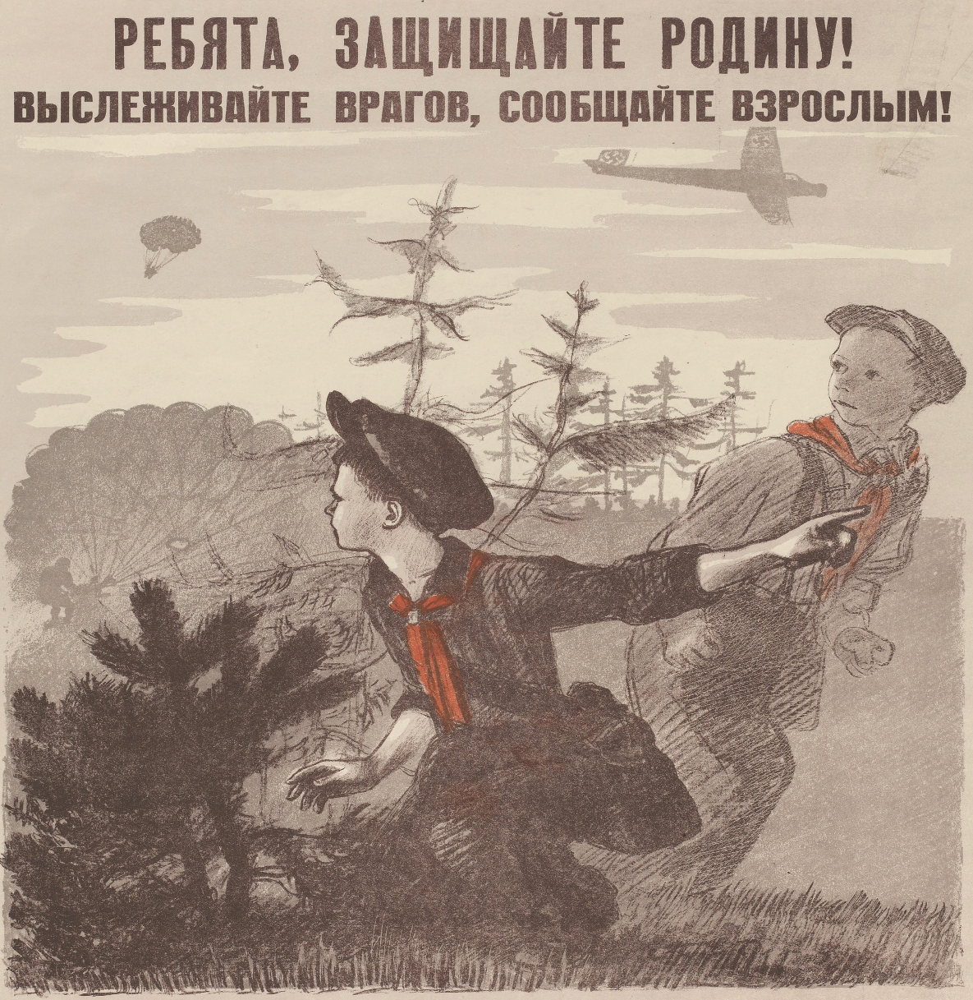 РЕБЯТА, ЗАЩИЩАЙТЕ РОДИНУ!
ВЫСЛЕЖИВАЙТЕ ВРАГОВ, СООБЩАЙТЕ ВЗРОСЛЫМ!